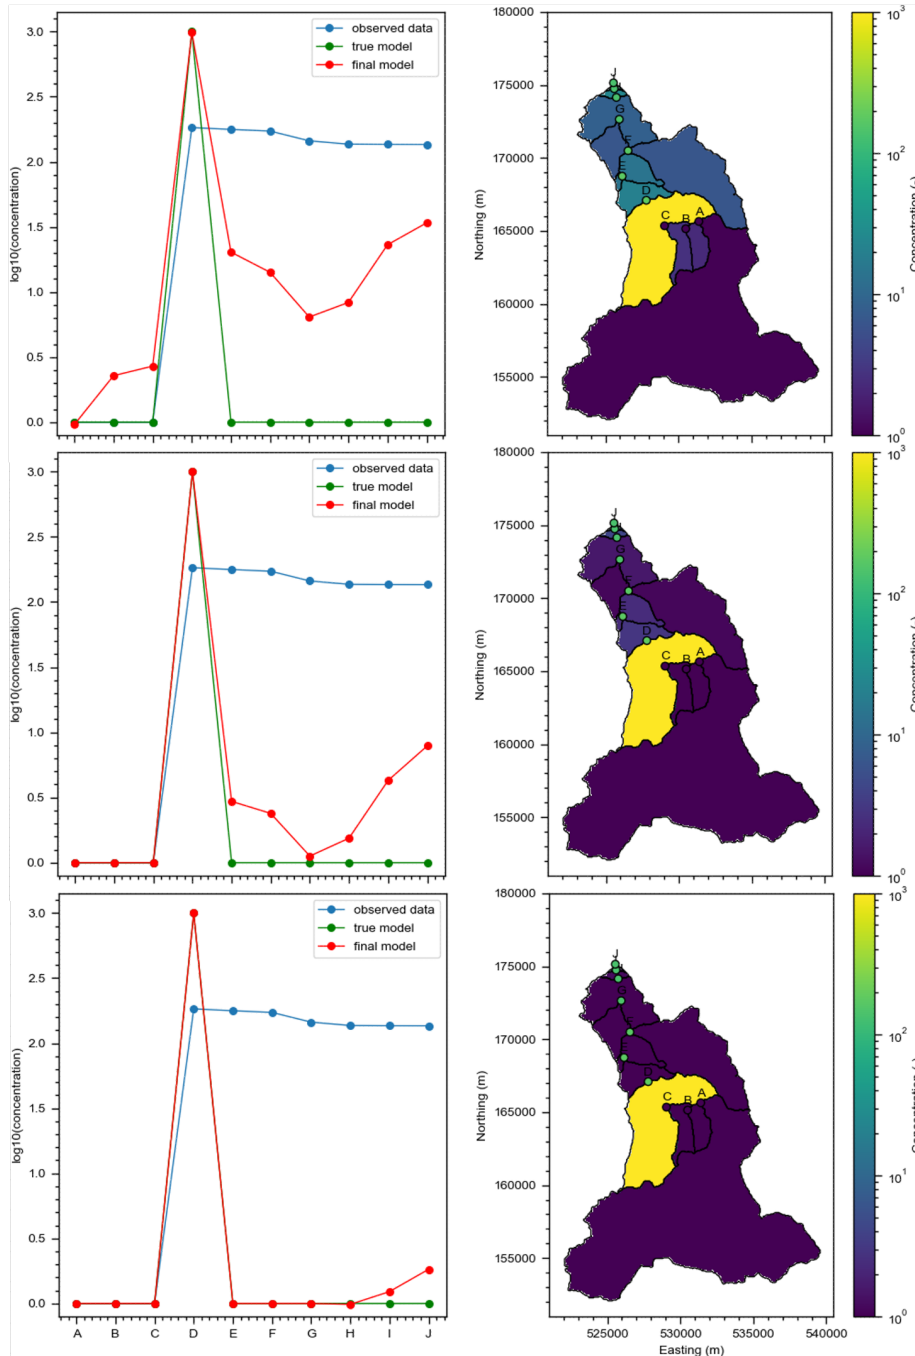 observed data
true model
final model
log10(concentration)
3.0
2.5
2.0
1.5
1.0
0.5
0.0
180000
175000
170000
165000
160000
155000
Northing (m)
J
G
F
E
D
C
B
A
10³
10²
10¹
10⁰
observed data
true model
final model
log10(concentration)
3.0
2.5
2.0
1.5
1.0
0.5
0.0
180000
175000
170000
165000
160000
155000
Northing (m)
J
G
F
E
D
C
B
A
10³
10²
10¹
10⁰
observed data
true model
final model
log10(concentration)
3.0
2.5
2.0
1.5
1.0
0.5
0.0
A B C D E F G H I J
180000
175000
170000
165000
160000
155000
Northing (m)
J
G
E
D
C
B
A
525000 530000 535000 540000
Easting (m)
10³
10²
10¹
10⁰